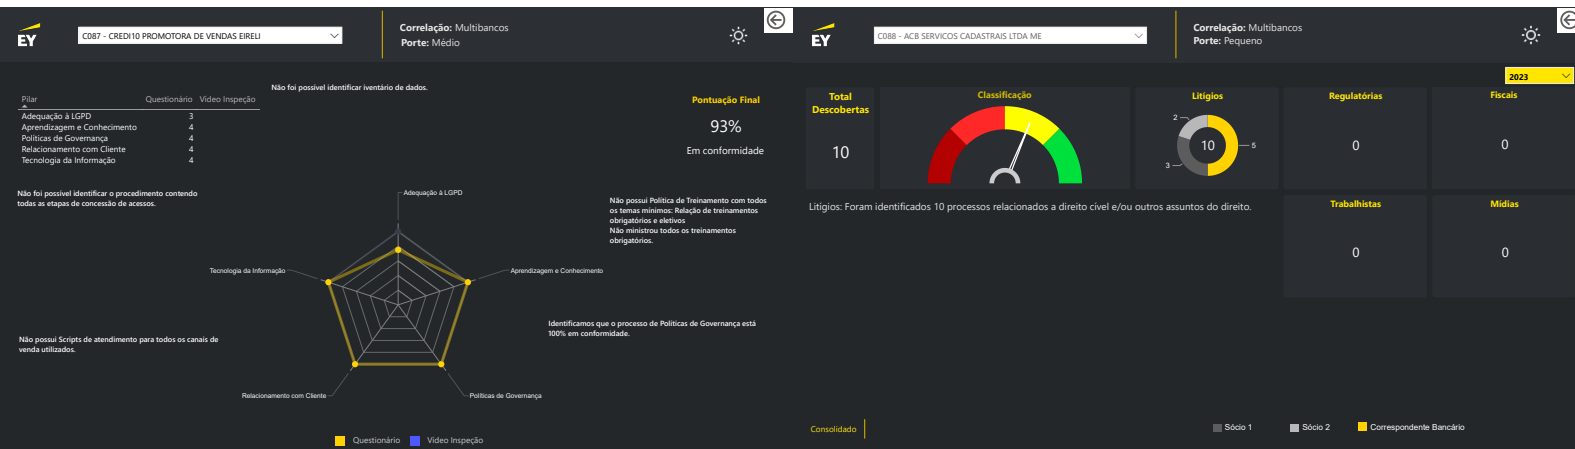 EY
C087 - CREDI10 PROMOTORA DE VENDAS EIRELI
Correlação: Multibancos
Porte: Médio
Não foi possível identificar iventário de dados.
Pilar Questionário Vídeo Inspeção
Adequação à LGPD 3
Aprendizagem e Conhecimento 4
Políticas de Governança 4
Relacionamento com Cliente 4
Tecnologia da Informação 4
Pontuação Final
93%
Em conformidade
Não foi possível identificar o procedimento contendo
todas as etapas de concessão de acessos.
Adequação à LGPD
Não possui Política de Treinamento com todos
os temas mínimos: Relação de treinamentos
obrigatórios e eletivos
Não ministrou todos os treinamentos
obrigatórios.
Tecnologia da Informação
Aprendizagem e Conhecimento
Identificamos que o processo de Políticas de Governança está
100% em conformidade.
Não possui Scripts de atendimento para todos os canais de
venda utilizados.
Relacionamento com Cliente
Políticas de Governança
Questionário Vídeo Inspeção
EY
C088 - ACB SERVICOS CADASTRAIS LTDA ME
Correlação: Multibancos
Porte: Pequeno
2023
Total
Descobertas
10
Classificação
Litígios
2
10
5
3
Regulatórias
0
Fiscais
0
Litígios: Foram identificados 10 processos relacionados a direito cível e/ou outros assuntos do direito.
Trabalhistas
0
Mídias
0
Consolidado
Sócio 1 Sócio 2 Correspondente Bancário